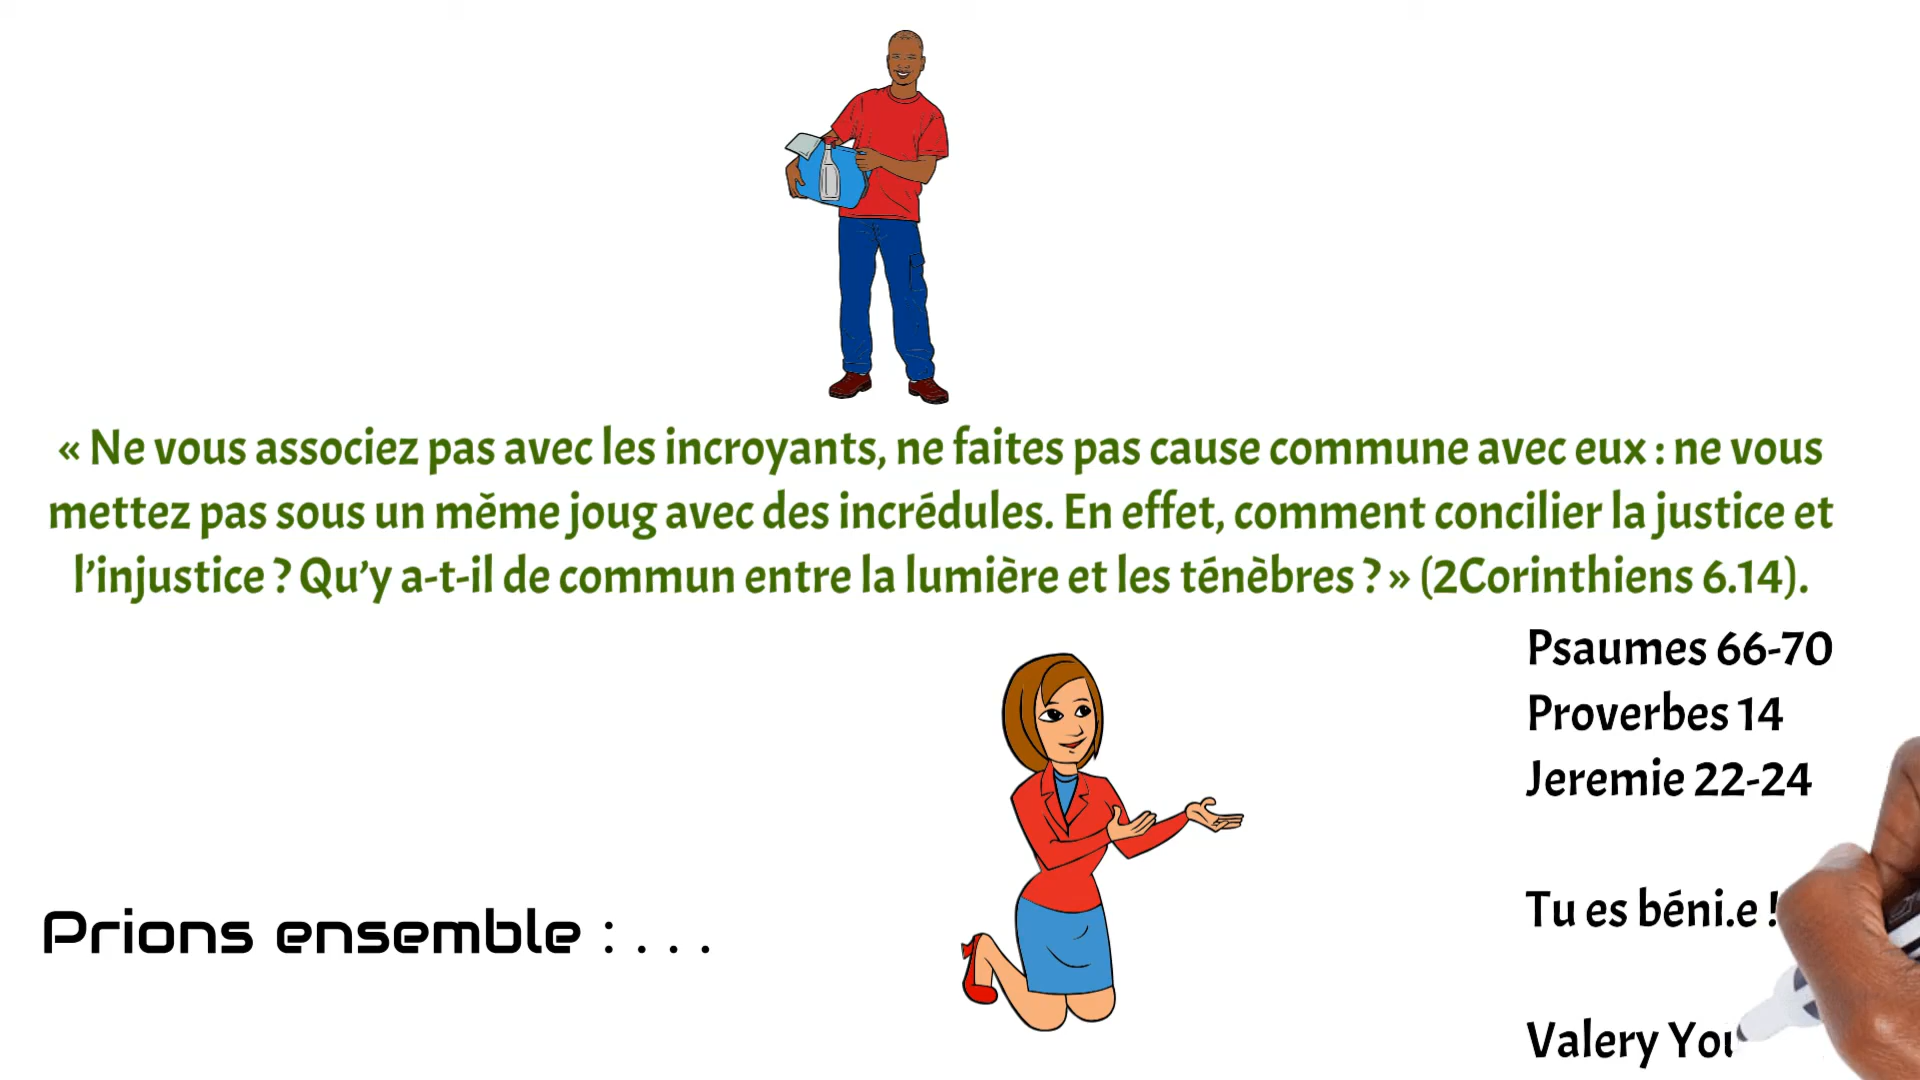 « Ne vous associez pas avec les incroyants, ne faites pas cause commune avec eux : ne vous
mettez pas sous un mĕme joug avec des incrédules. En effet, comment concilier la justice et
l’injustice ? Qu’y a-t-il de commun entre la lumière et les ténèbres ? » (2Corinthiens 6.14).
Psaumes 66-70
Proverbes 14
Jeremie 22-24
Tu es béni.e !
Prions ensemble : . . .
Valery